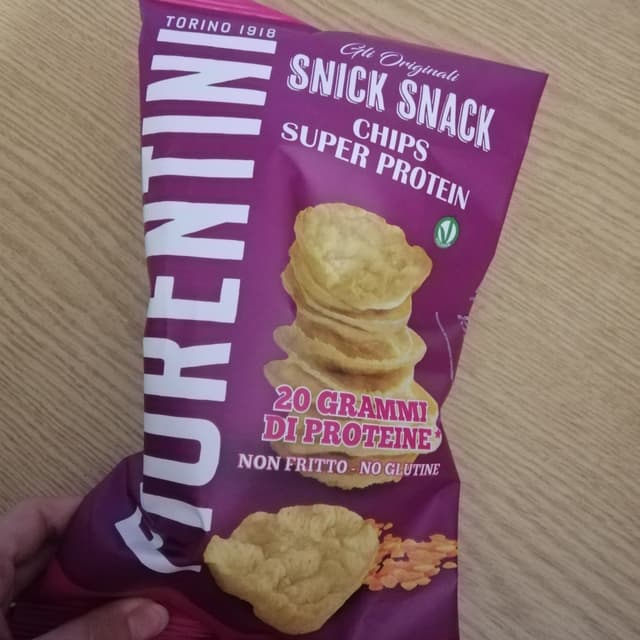 TORINO 1918
FIORENTINI
Gli Originali
SNICK SNACK
CHIPS
SUPER PROTEIN
V
20 GRAMMI
DI PROTEINE*
NON FRITTO - NO GLUTINE